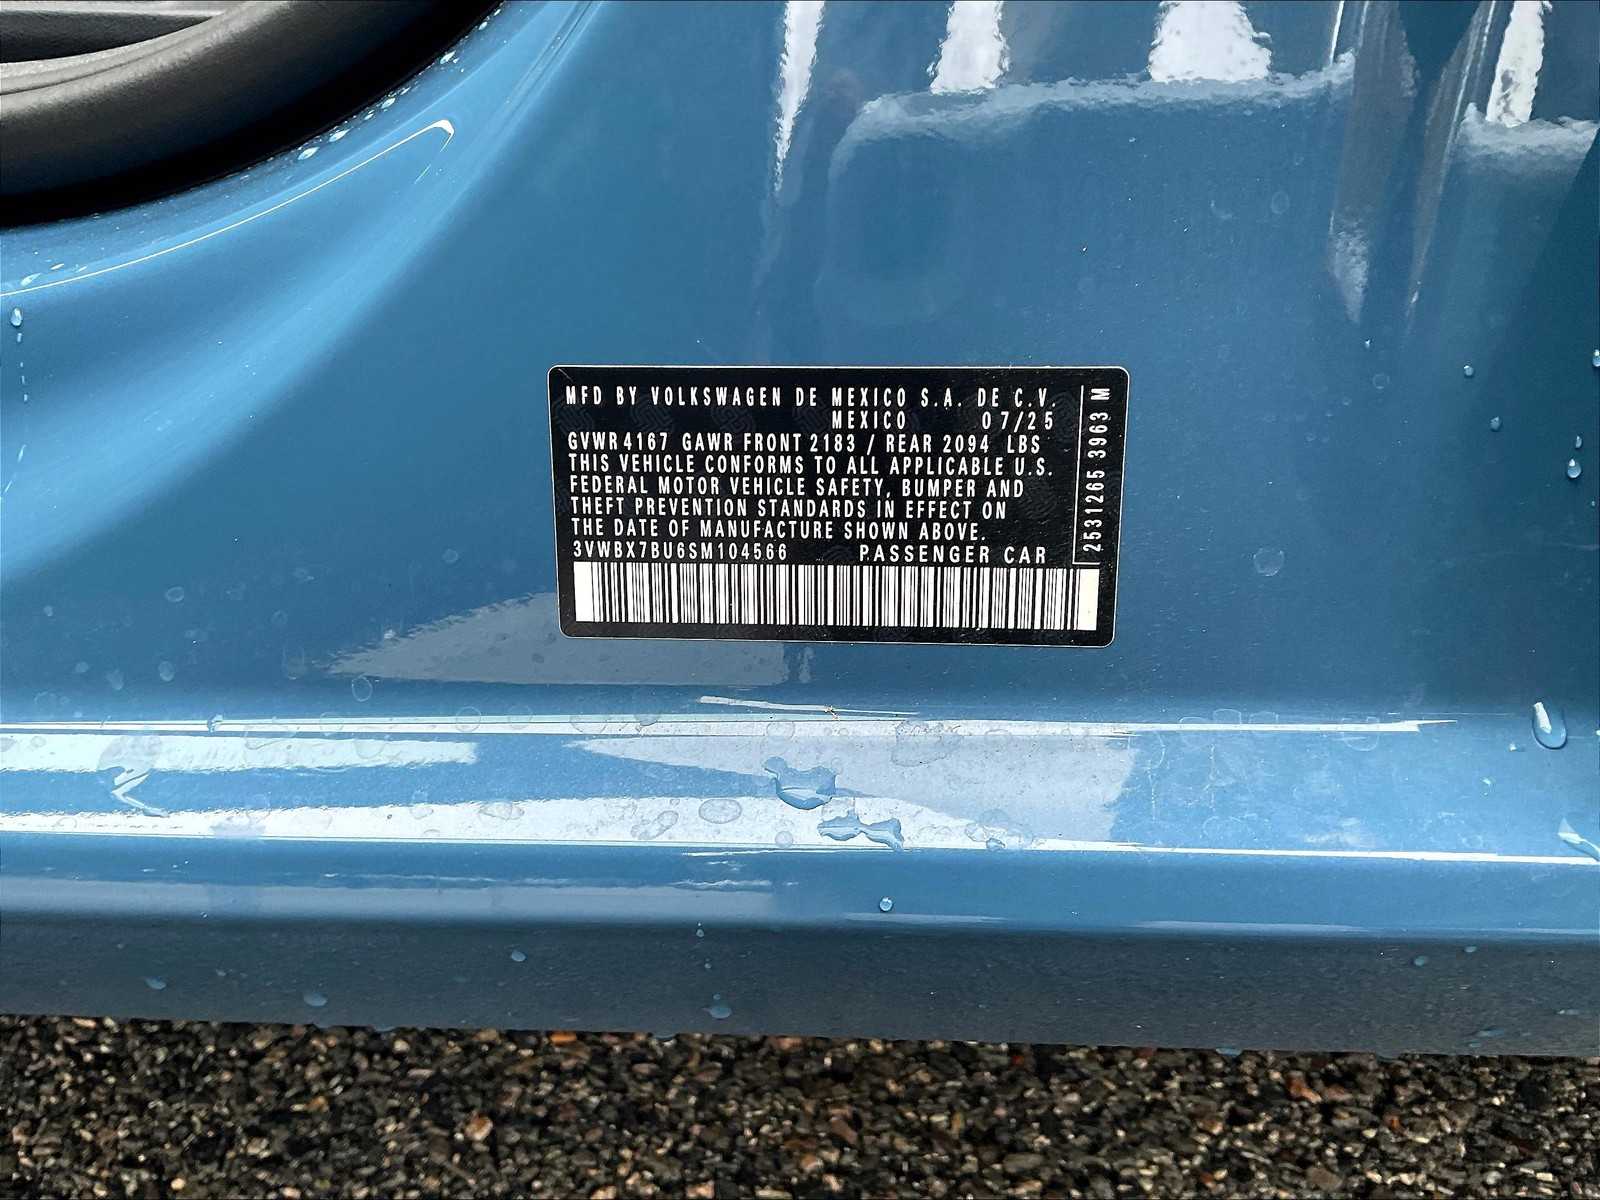 MFD BY VOLKSWAGEN DE MEXICO S.A. DE C.V.
MEXICO 07/25
GVWR 4167 GAWR FRONT 2183 / REAR 2094 LBS
THIS VEHICLE CONFORMS TO ALL APPLICABLE U.S.
FEDERAL MOTOR VEHICLE SAFETY, BUMPER AND
THEFT PREVENTION STANDARDS IN EFFECT ON
THE DATE OF MANUFACTURE SHOWN ABOVE.
3VWBX7BU6SM104566 PASSENGER CAR
2531265 3963 M